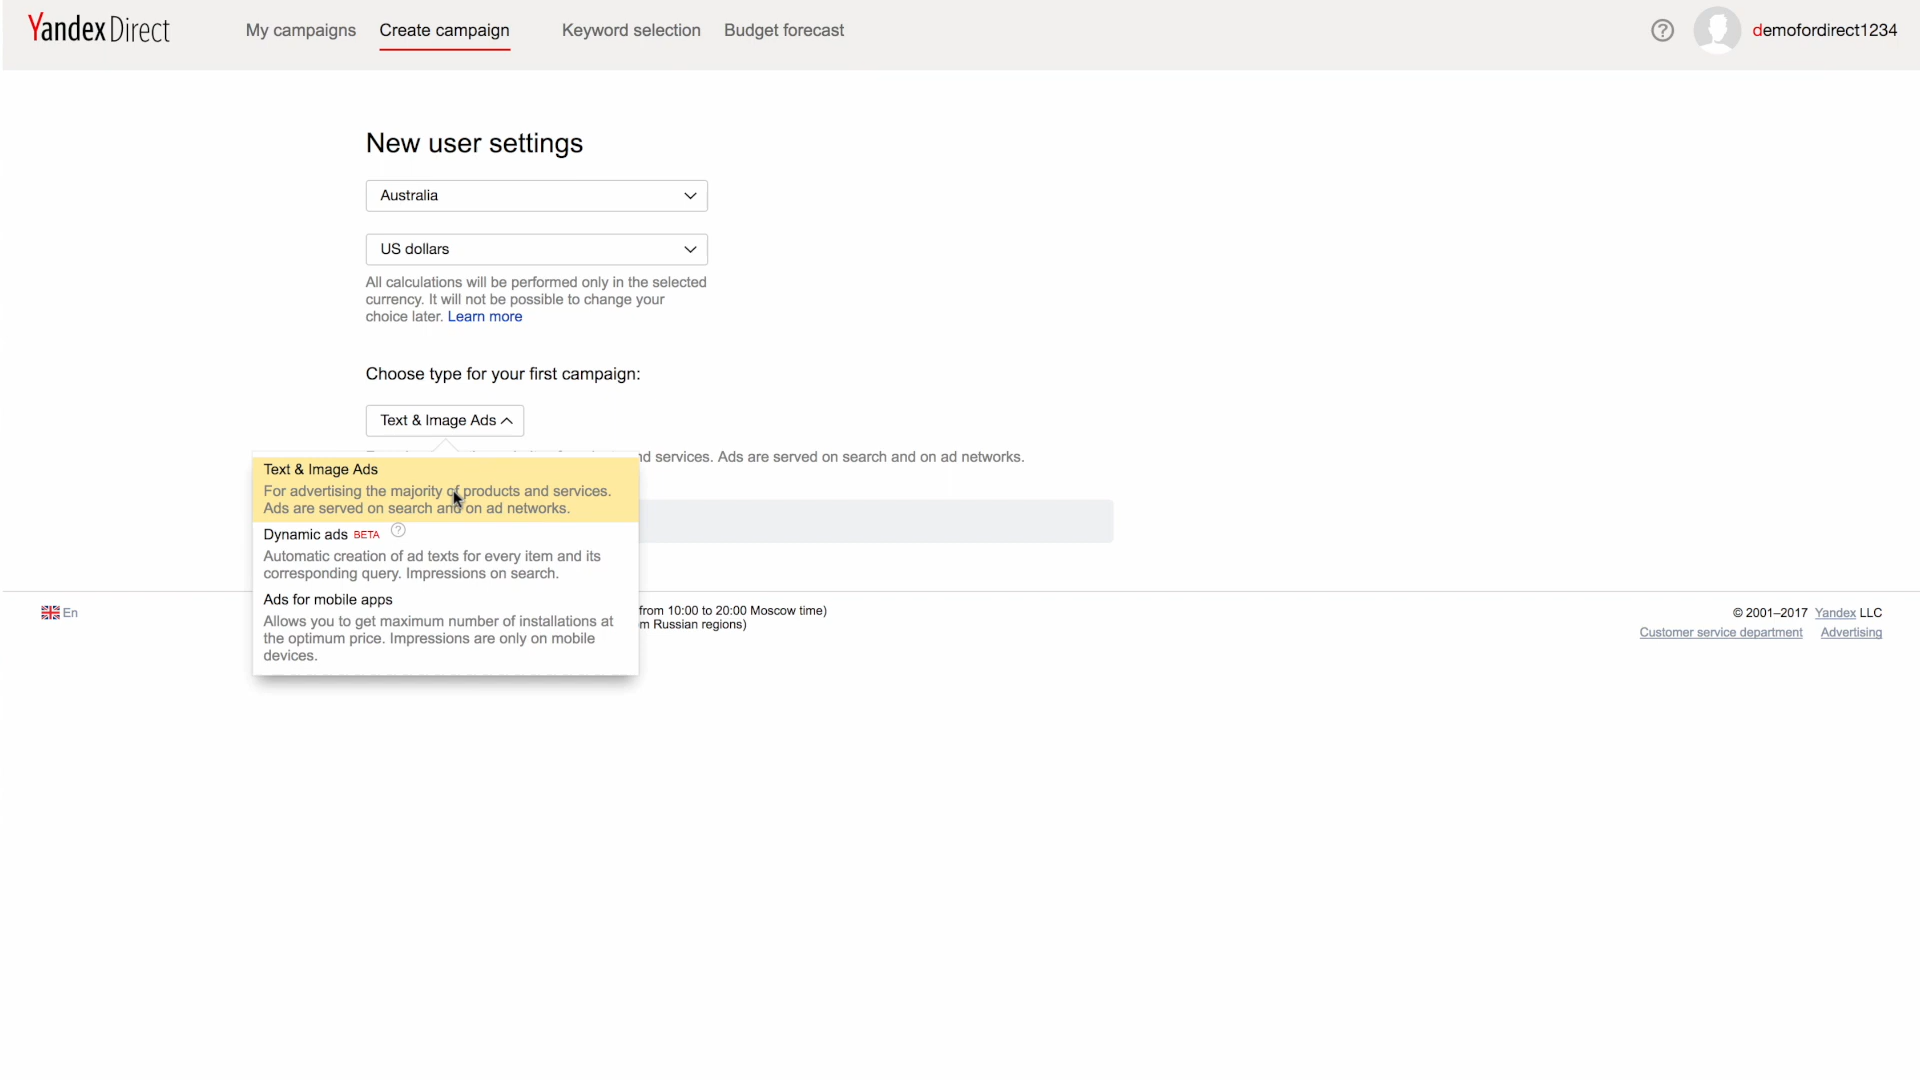 Yandex Direct
My campaigns
Create campaign
Keyword selection
Budget forecast
demofordirect1234
New user settings
Australia
US dollars
All calculations will be performed only in the selected
currency. It will not be possible to change your
choice later. Learn more
Choose type for your first campaign:
Text & Image Ads
nd services. Ads are served on search and on ad networks.
Text & Image Ads
For advertising the majority of products and services.
Ads are served on search and on ad networks.
Dynamic ads BETA ?
Automatic creation of ad texts for every item and its
corresponding query. Impressions on search.
Ads for mobile apps
Allows you to get maximum number of installations at
the optimum price. Impressions are only on mobile
devices.
En
from 10:00 to 20:00 Moscow time)
m Russian regions)
© 2001–2017 Yandex LLC
Customer service department Advertising